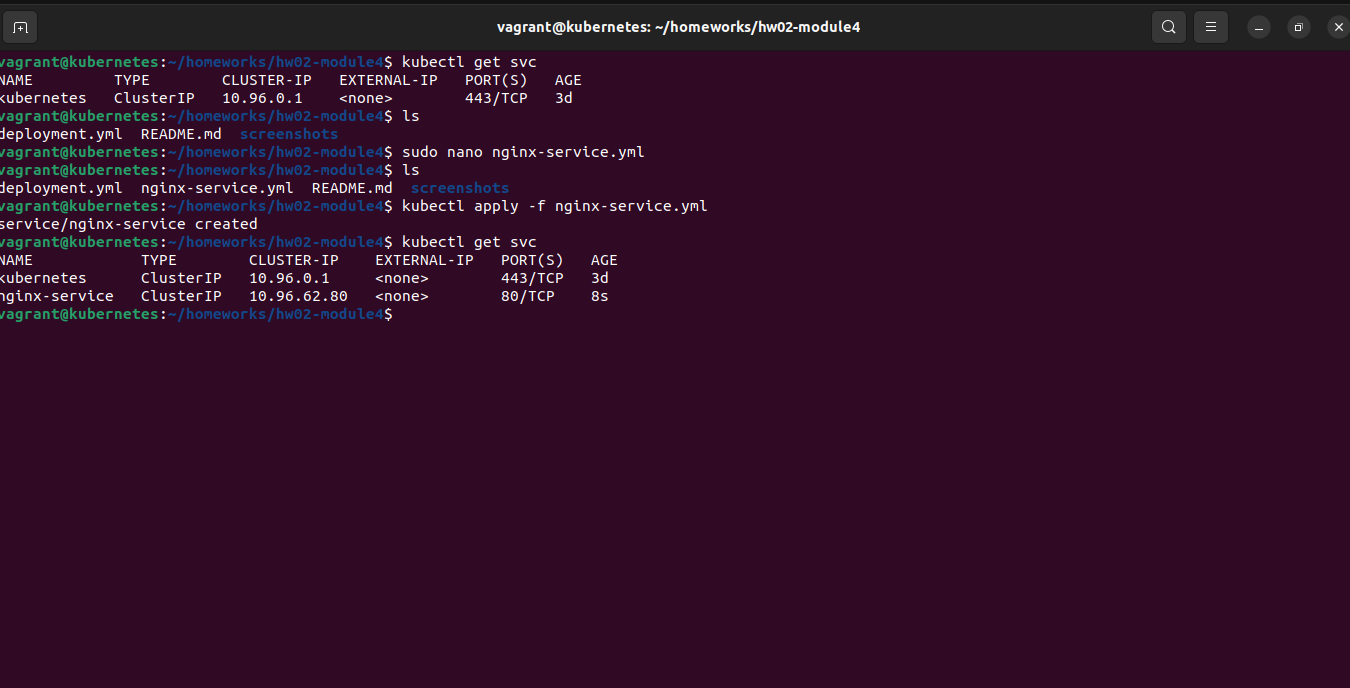 vagrant@kubernetes: ~/homeworks/hw02-module4
vagrant@kubernetes:~/homeworks/hw02-module4$ kubectl get svc
NAME         TYPE        CLUSTER-IP   EXTERNAL-IP   PORT(S)   AGE
kubernetes   ClusterIP   10.96.0.1    <none>        443/TCP   3d
vagrant@kubernetes:~/homeworks/hw02-module4$ ls
deployment.yml  README.md  screenshots
vagrant@kubernetes:~/homeworks/hw02-module4$ sudo nano nginx-service.yml
vagrant@kubernetes:~/homeworks/hw02-module4$ ls
deployment.yml  nginx-service.yml  README.md  screenshots
vagrant@kubernetes:~/homeworks/hw02-module4$ kubectl apply -f nginx-service.yml
service/nginx-service created
vagrant@kubernetes:~/homeworks/hw02-module4$ kubectl get svc
NAME            TYPE        CLUSTER-IP    EXTERNAL-IP   PORT(S)   AGE
kubernetes      ClusterIP   10.96.0.1     <none>        443/TCP   3d
nginx-service   ClusterIP   10.96.62.80   <none>        80/TCP    8s
vagrant@kubernetes:~/homeworks/hw02-module4$